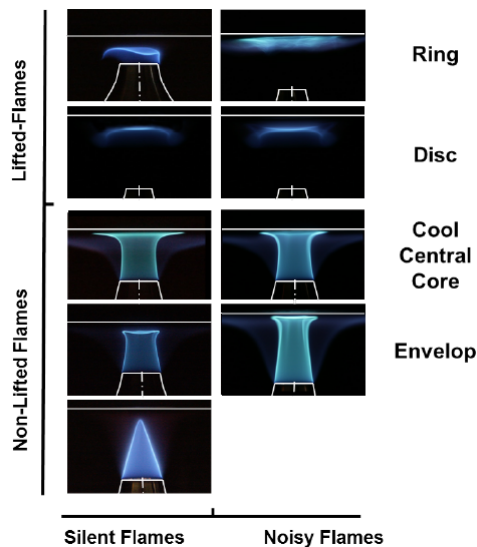 Lifted-Flames
Non-Lifted Flames
Ring
Disc
Cool
Central
Core
Envelop
Silent Flames
Noisy Flames